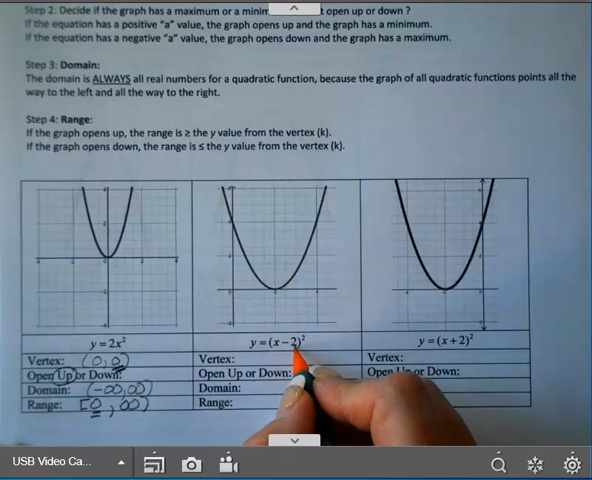 Step 2: Decide if the graph has a maximum or a minim t open up or down ?
If the equation has a positive "a" value, the graph opens up and the graph has a minimum.
If the equation has a negative "a" value, the graph opens down and the graph has a maximum.
Step 3: Domain:
The domain is ALWAYS all real numbers for a quadratic function, because the graph of all quadratic functions points all the
way to the left and all the way to the right.
Step 4: Range:
If the graph opens up, the range is ≥ the y value from the vertex (k).
If the graph opens down, the range is ≤ the y value from the vertex (k).
y = 2x²
Vertex: (0,0)
Open Up or Down:
Domain: (-∞,∞)
Range: [0,∞)
y = (x − 2)²
Vertex:
Open Up or Down:
Domain:
Range:
y = (x + 2)²
Vertex:
Open Up or Down:
USB Video Ca...